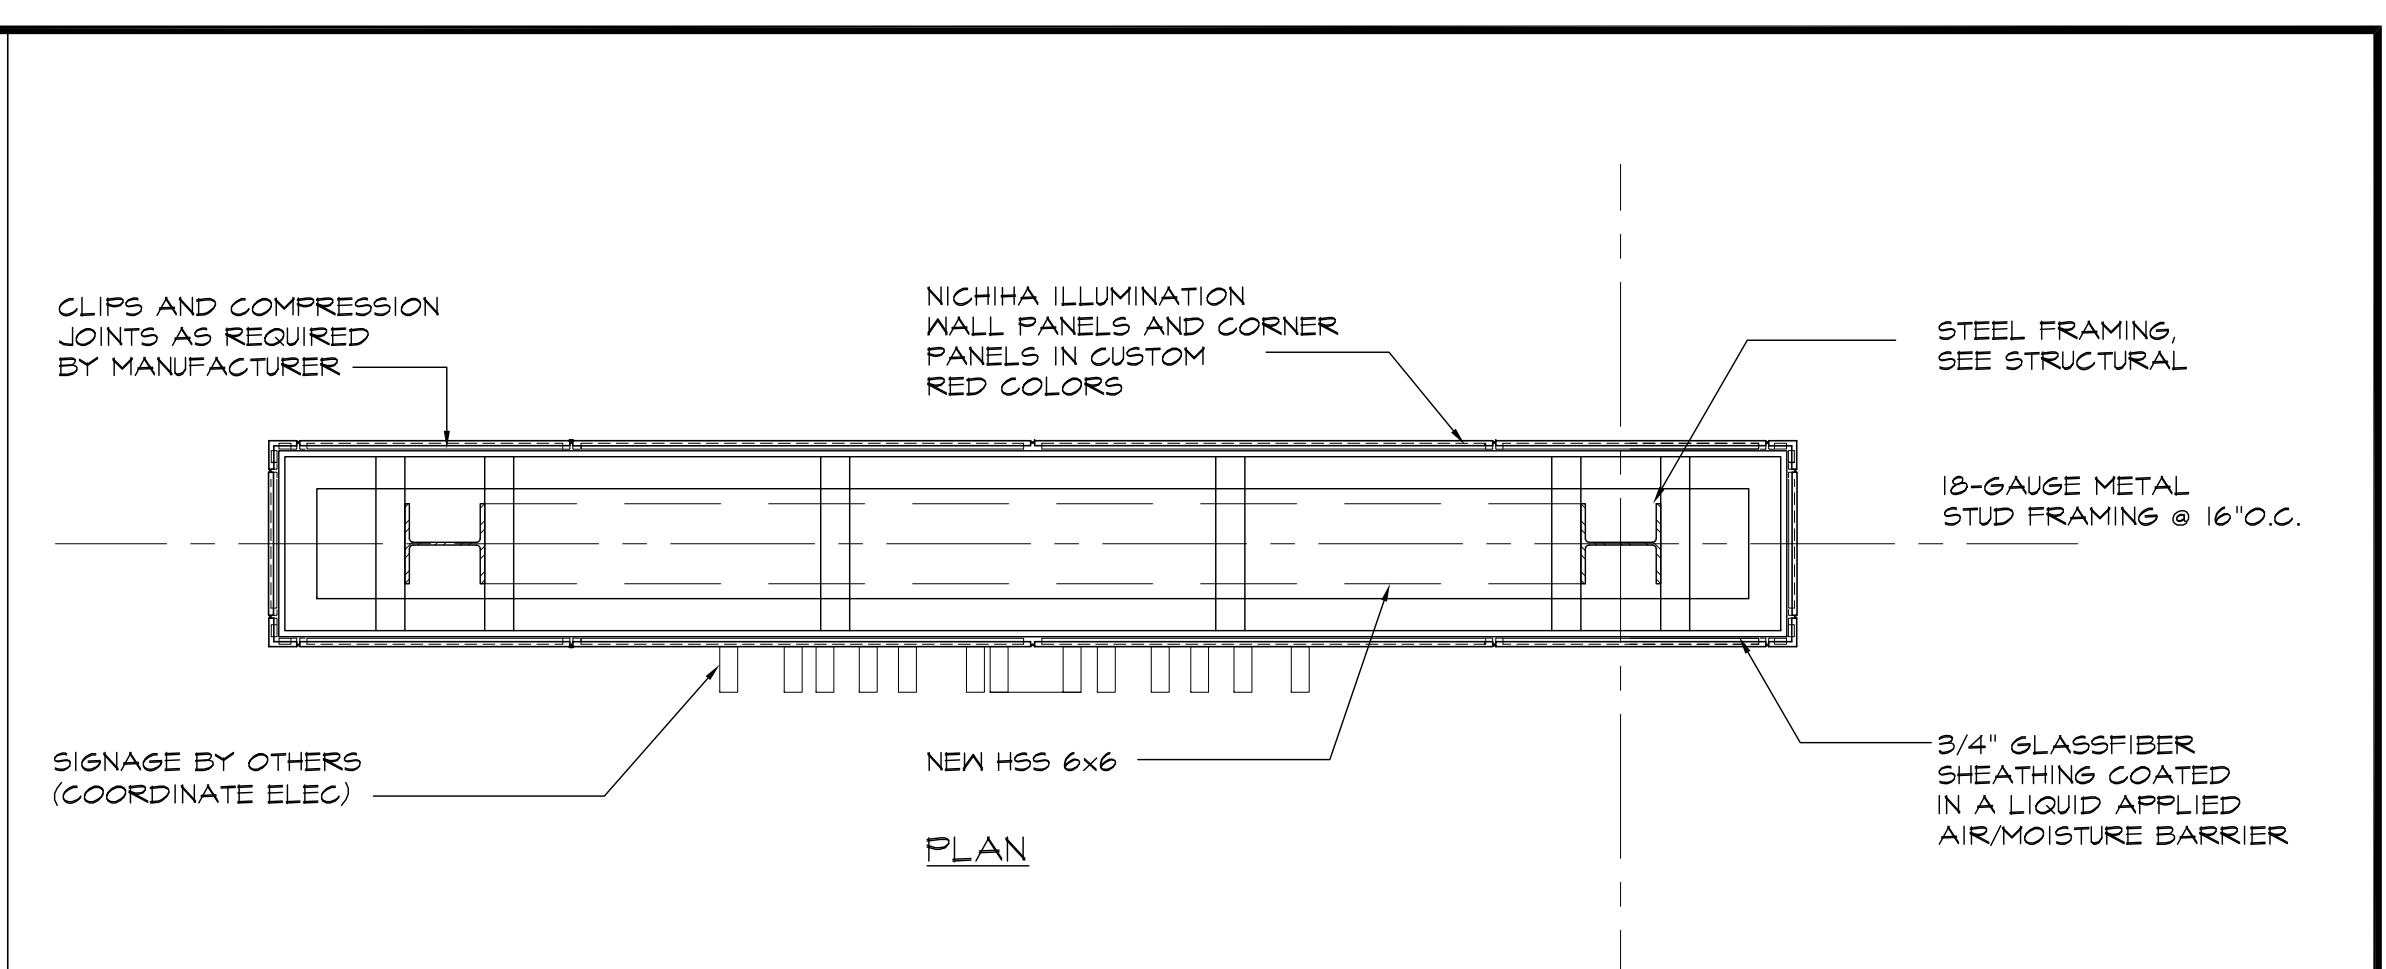 CLIPS AND COMPRESSION
JOINTS AS REQUIRED
BY MANUFACTURER
NICHIHA ILLUMINATION
WALL PANELS AND CORNER
PANELS IN CUSTOM
RED COLORS
STEEL FRAMING,
SEE STRUCTURAL
18-GAUGE METAL
STUD FRAMING @ 16"O.C.
SIGNAGE BY OTHERS
(COORDINATE ELEC)
NEW HSS 6x6
3/4" GLASSFIBER
SHEATHING COATED
IN A LIQUID APPLIED
AIR/MOISTURE BARRIER
PLAN